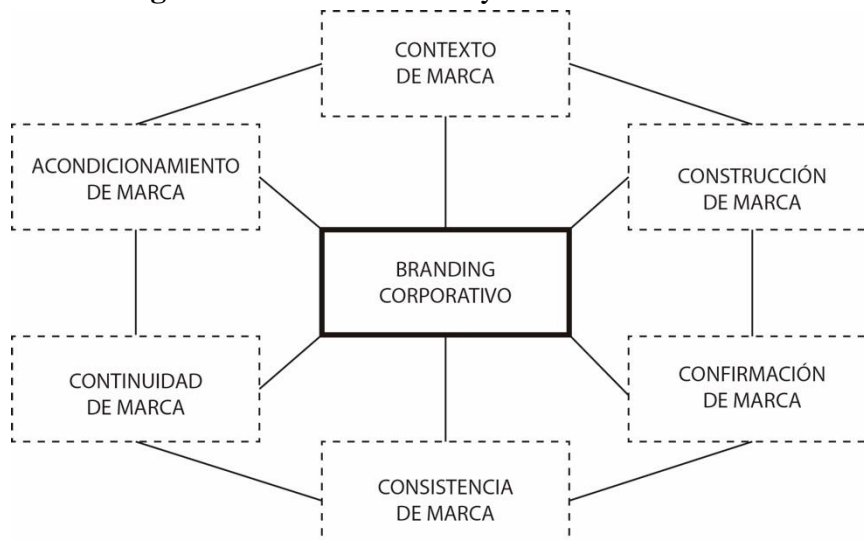 CONTEXTO
DE MARCA
ACONDICIONAMIENTO
DE MARCA
CONSTRUCCIÓN
DE MARCA
BRANDING
CORPORATIVO
CONTINUIDAD
DE MARCA
CONFIRMACIÓN
DE MARCA
CONSISTENCIA
DE MARCA